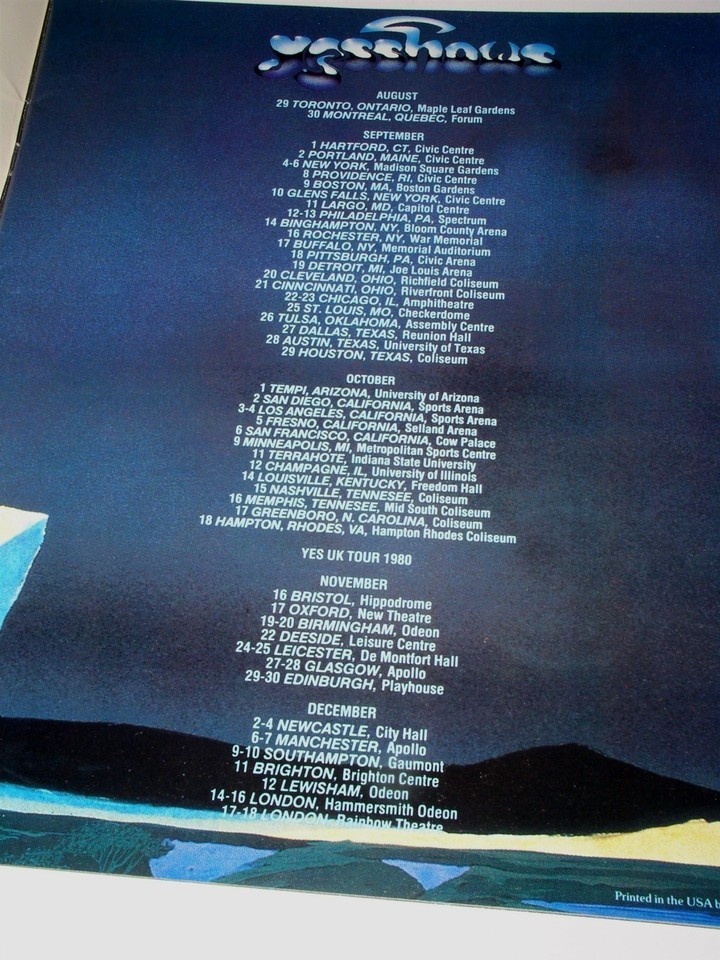 yesshows
AUGUST
29 TORONTO, ONTARIO, Maple Leaf Gardens
30 MONTREAL, QUEBEC, Forum
SEPTEMBER
1 HARTFORD, CT, Civic Centre
2 PORTLAND, MAINE, Civic Centre
4-6 NEW YORK, Madison Square Gardens
8 PROVIDENCE, RI, Civic Centre
9 BOSTON, MA, Boston Gardens
10 GLENS FALLS, NEW YORK, Civic Centre
11 LARGO, MD, Capitol Centre
12-13 PHILADELPHIA, PA, Spectrum
14 BINGHAMPTON, NY, Bloom County Arena
16 ROCHESTER, NY, War Memorial
17 BUFFALO, NY, Memorial Auditorium
18 PITTSBURGH, PA, Civic Arena
19 DETROIT, MI, Joe Louis Arena
20 CLEVELAND, OHIO, Richfield Coliseum
21 CINNCINNATI, OHIO, Riverfront Coliseum
22-23 CHICAGO, IL, Amphitheatre
25 ST. LOUIS, MO, Checkerdome
26 TULSA, OKLAHOMA, Assembly Centre
27 DALLAS, TEXAS, Reunion Hall
28 AUSTIN, TEXAS, University of Texas
29 HOUSTON, TEXAS, Coliseum
OCTOBER
1 TEMPI, ARIZONA, University of Arizona
2 SAN DIEGO, CALIFORNIA, Sports Arena
3-4 LOS ANGELES, CALIFORNIA, Sports Arena
5 FRESNO, CALIFORNIA, Selland Arena
6 SAN FRANCISCO, CALIFORNIA, Cow Palace
9 MINNEAPOLIS, MI, Metropolitan Sports Centre
11 TERRAHOTE, Indiana State University
12 CHAMPAGNE, IL, University of Illinois
14 LOUISVILLE, KENTUCKY, Freedom Hall
15 NASHVILLE, TENNESEE, Coliseum
16 MEMPHIS, TENNESEE, Mid South Coliseum
17 GREENBORO, N. CAROLINA, Coliseum
18 HAMPTON, RHODES, VA, Hampton Rhodes Coliseum
YES UK TOUR 1980
NOVEMBER
16 BRISTOL, Hippodrome
17 OXFORD, New Theatre
19-20 BIRMINGHAM, Odeon
22 DEESIDE, Leisure Centre
24-25 LEICESTER, De Montfort Hall
27-28 GLASGOW, Apollo
29-30 EDINBURGH, Playhouse
DECEMBER
2-4 NEWCASTLE, City Hall
6-7 MANCHESTER, Apollo
9-10 SOUTHAMPTON, Gaumont
11 BRIGHTON, Brighton Centre
12 LEWISHAM, Odeon
14-16 LONDON, Hammersmith Odeon
17-18 LONDON, Rainbow Theatre
Printed in the USA b